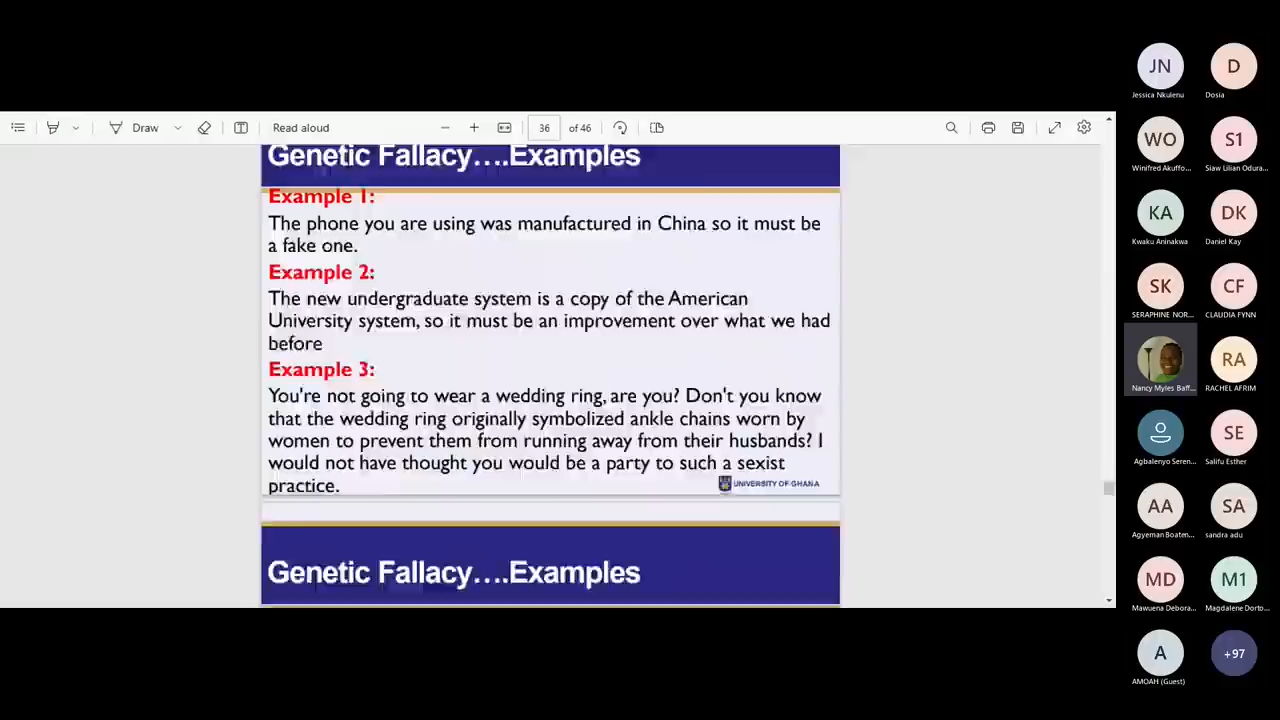 Draw
Read aloud
36
of 46
Genetic Fallacy….Examples
Example 1:
The phone you are using was manufactured in China so it must be
a fake one.
Example 2:
The new undergraduate system is a copy of the American
University system, so it must be an improvement over what we had
before
Example 3:
You're not going to wear a wedding ring, are you? Don't you know
that the wedding ring originally symbolized ankle chains worn by
women to prevent them from running away from their husbands? I
would not have thought you would be a party to such a sexist
practice.
UNIVERSITY OF GHANA
Genetic Fallacy….Examples
JN
D
Jessica Nkulenu
Dosia
WO
S1
Winifred Akuffo...
Siaw Lilian Odura...
KA
DK
Kwaku Aninakwa
Daniel Kay
SK
CF
SERAPHINE NOR...
CLAUDIA FYNN
RA
Nancy Myles Baff...
RACHEL AFRIM
SE
Agbalenyo Seren...
Salifu Esther
AA
SA
Agyeman Boaten...
sandra adu
MD
M1
Mawuena Debora...
Magdalene Dorto...
A
+97
AMOAH (Guest)